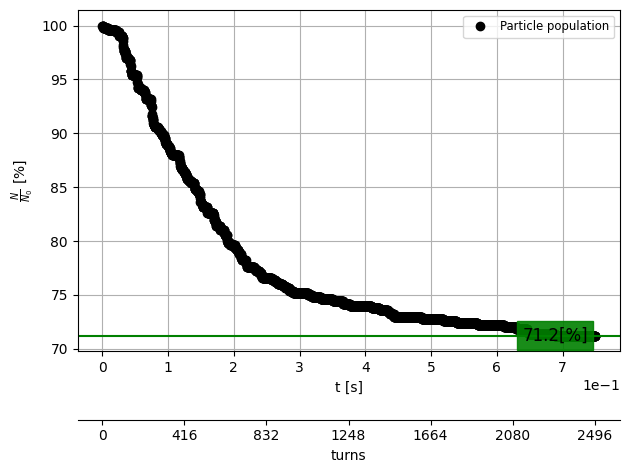 100
95
90
85
80
75
70
N/N₀ [%]
Particle population
71.2[%]
0 1 2 3 4 5 6 7
1e−1
t [s]
0 416 832 1248 1664 2080 2496
turns